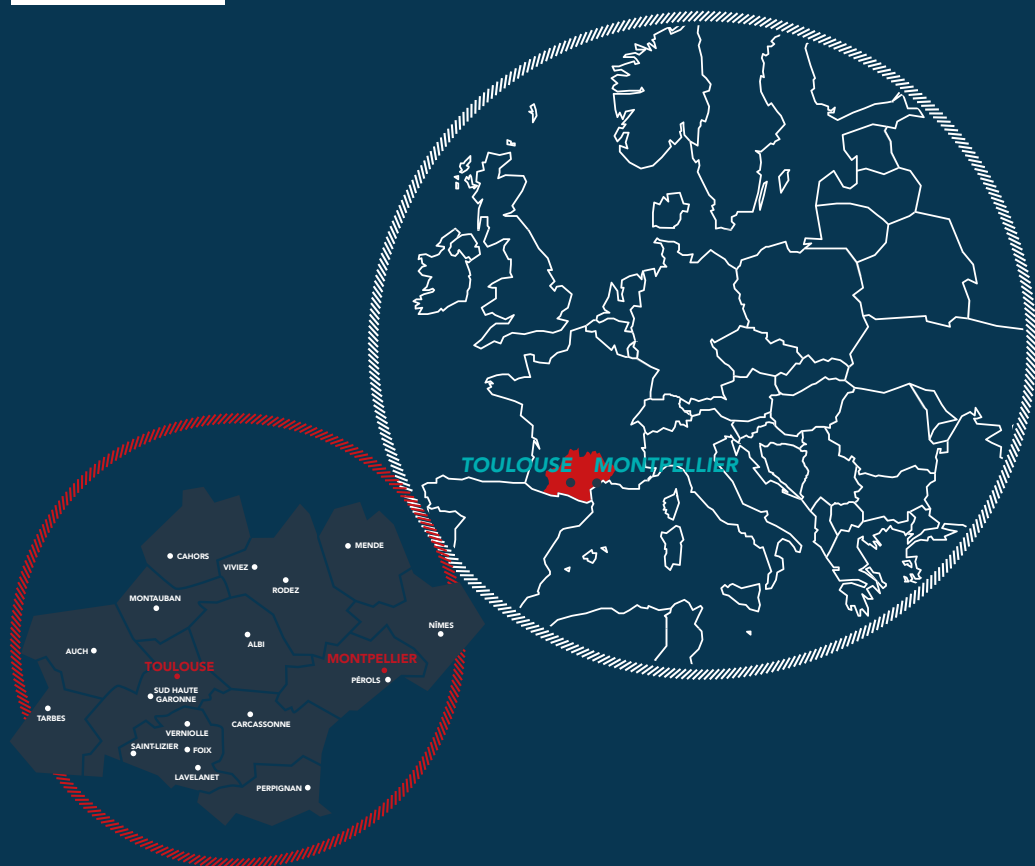 TOULOUSE MONTPELLIER
CAHORS
MENDE
VIVIEZ
RODEZ
MONTAUBAN
NÎMES
ALBI
AUCH
MONTPELLIER
TOULOUSE
PÉROLS
SUD HAUTE
GARONNE
TARBES
CARCASSONNE
VERNIOLLE
SAINT-LIZIER
FOIX
LAVELANET
PERPIGNAN